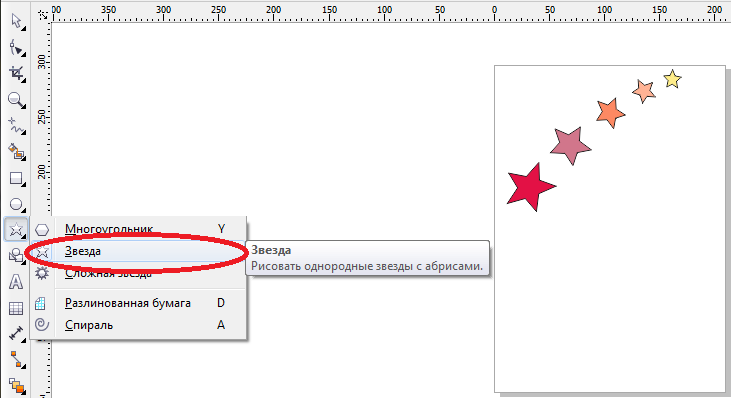 00 350 300 250 200 150 100 50 0 50 100 150 200
300
250
200
Многоугольник Y
Звезда
Звезда
Рисовать однородные звезды с абрисами.
Сложная звезда
Разлинованная бумага D
Спираль A